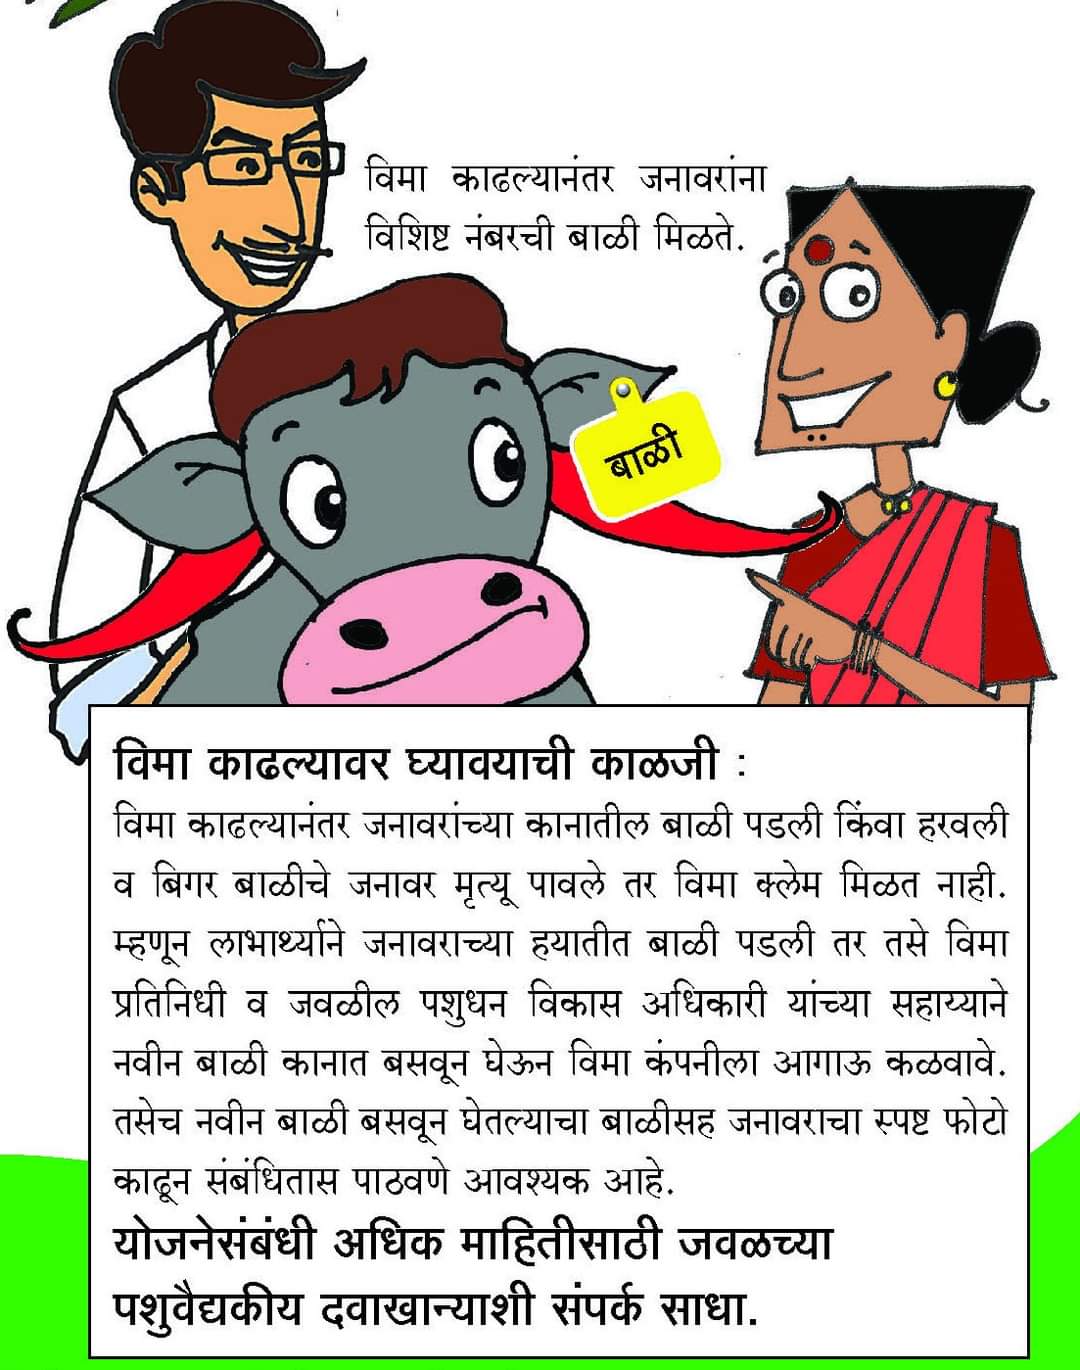 विमा काढल्यानंतर जनावरांना
विशिष्ट नंबरची बाळी मिळते.
बाळी
विमा काढल्यावर घ्यावयाची काळजी :
विमा काढल्यानंतर जनावरांच्या कानातील बाळी पडली किंवा हरवली
व बिगर बाळीचे जनावर मृत्यू पावले तर विमा क्लेम मिळत नाही.
म्हणून लाभार्थ्याने जनावराच्या हयातीत बाळी पडली तर तसे विमा
प्रतिनिधी व जवळील पशुधन विकास अधिकारी यांच्या सहाय्याने
नवीन बाळी कानात बसवून घेऊन विमा कंपनीला आगाऊ कळवावे.
तसेच नवीन बाळी बसवून घेतल्याचा बाळीसह जनावराचा स्पष्ट फोटो
काढून संबंधितास पाठवणे आवश्यक आहे.
योजनेसंबंधी अधिक माहितीसाठी जवळच्या
पशुवैद्यकीय दवाखान्याशी संपर्क साधा.